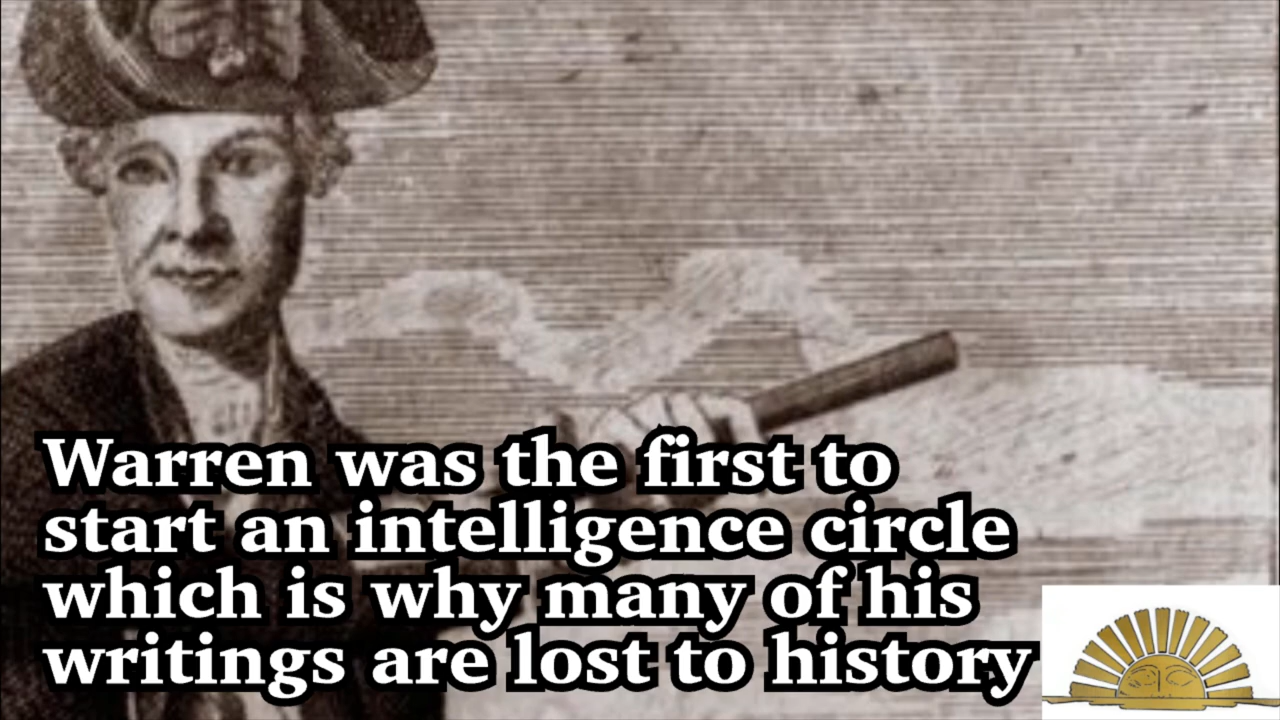 Warren was the first to
start an intelligence circle
which is why many of his
writings are lost to history